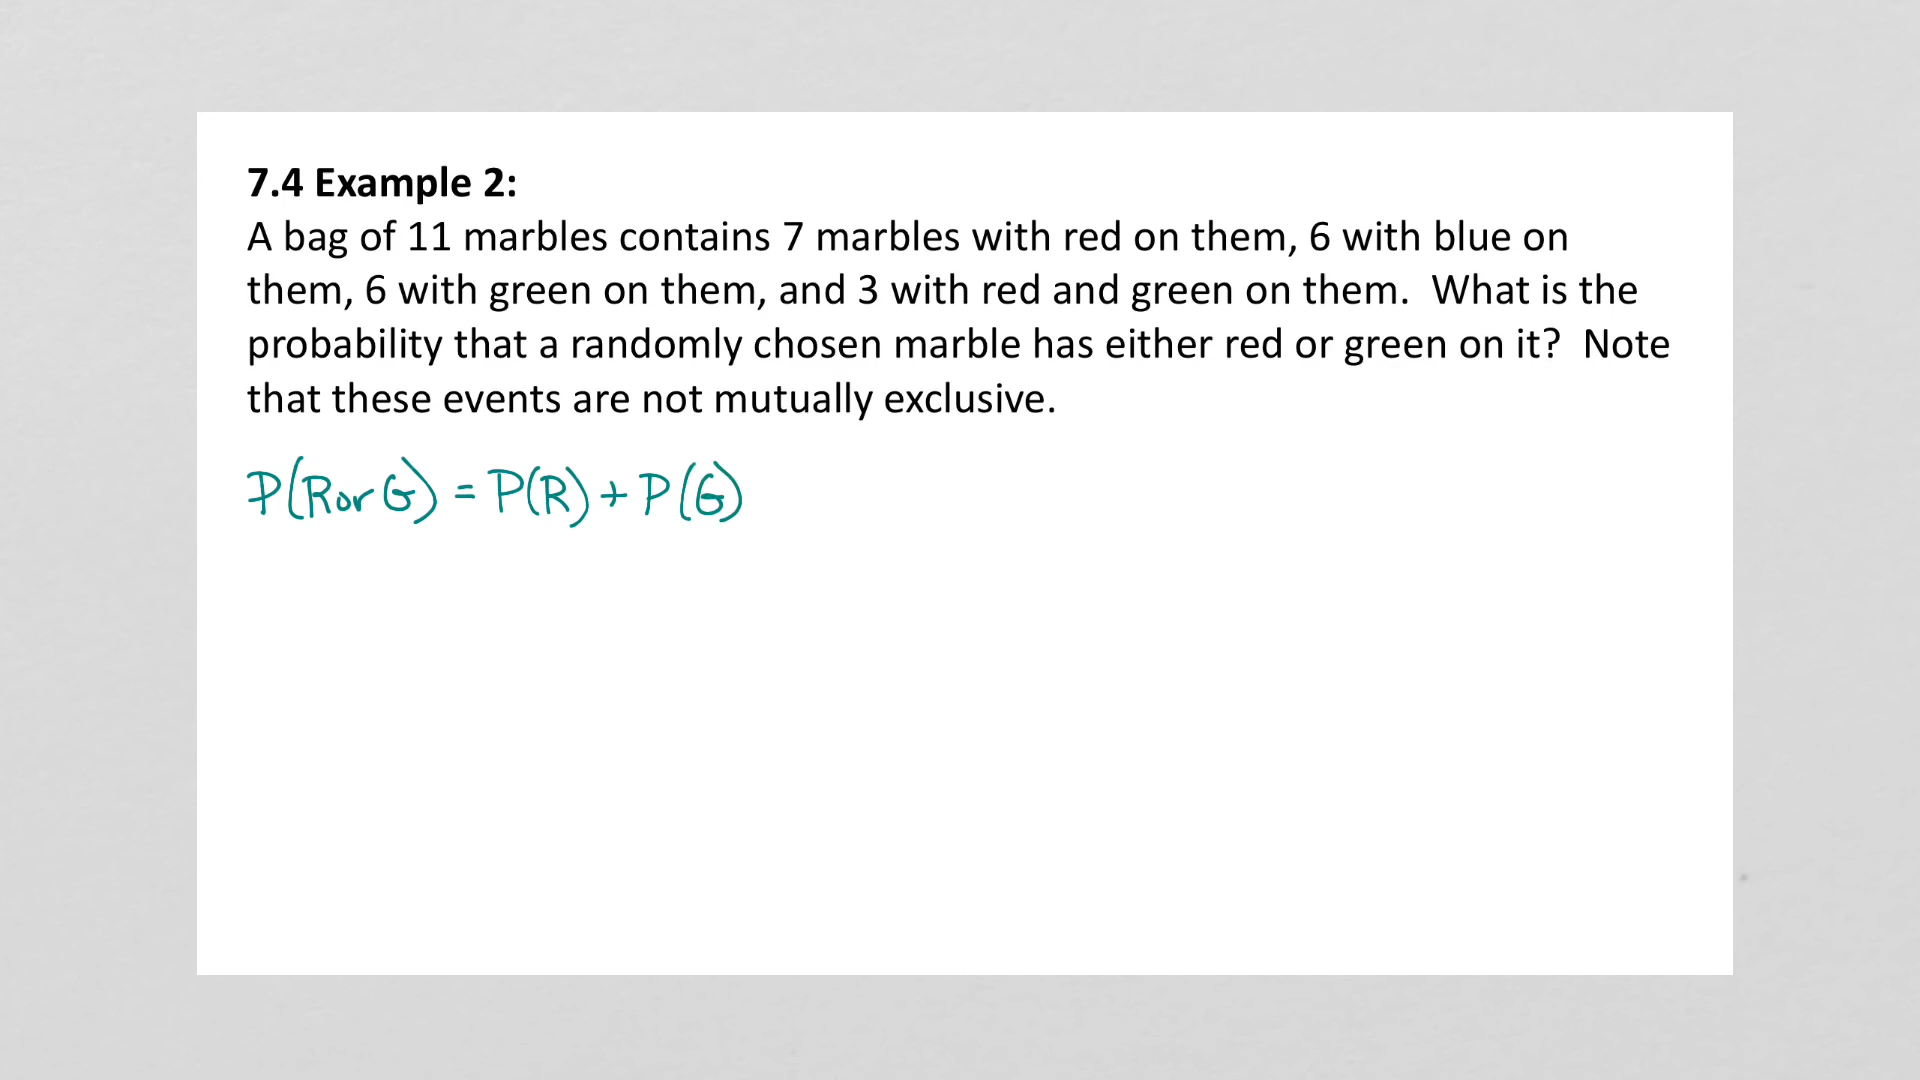 7.4 Example 2:
A bag of 11 marbles contains 7 marbles with red on them, 6 with blue on
them, 6 with green on them, and 3 with red and green on them.  What is the
probability that a randomly chosen marble has either red or green on it?  Note
that these events are not mutually exclusive.
P(R or G) = P(R) + P(G)